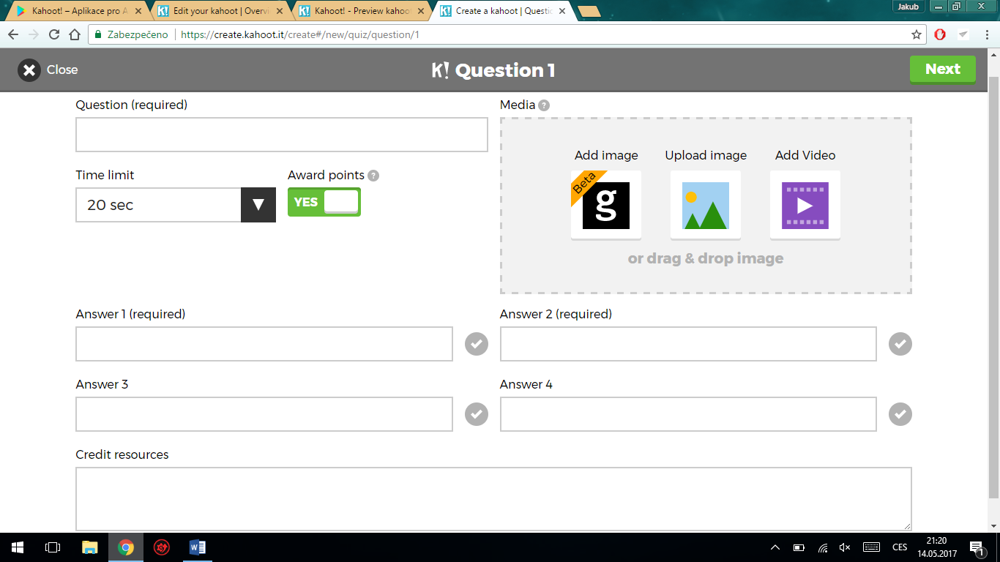 Kahoot! – Aplikace pro A
Edit your kahoot | Overvi
Kahoot! - Preview kahoo
Create a kahoot | Questic
Jakub
Zabezpečeno
https://create.kahoot.it/create#/new/quiz/question/1
Close
K! Question 1
Next
Question (required)
Media ?
Add image
Upload image
Add Video
Beta
g
or drag & drop image
Time limit
Award points ?
20 sec
YES
Answer 1 (required)
Answer 2 (required)
Answer 3
Answer 4
Credit resources
CES
21:20
14.05.2017
1